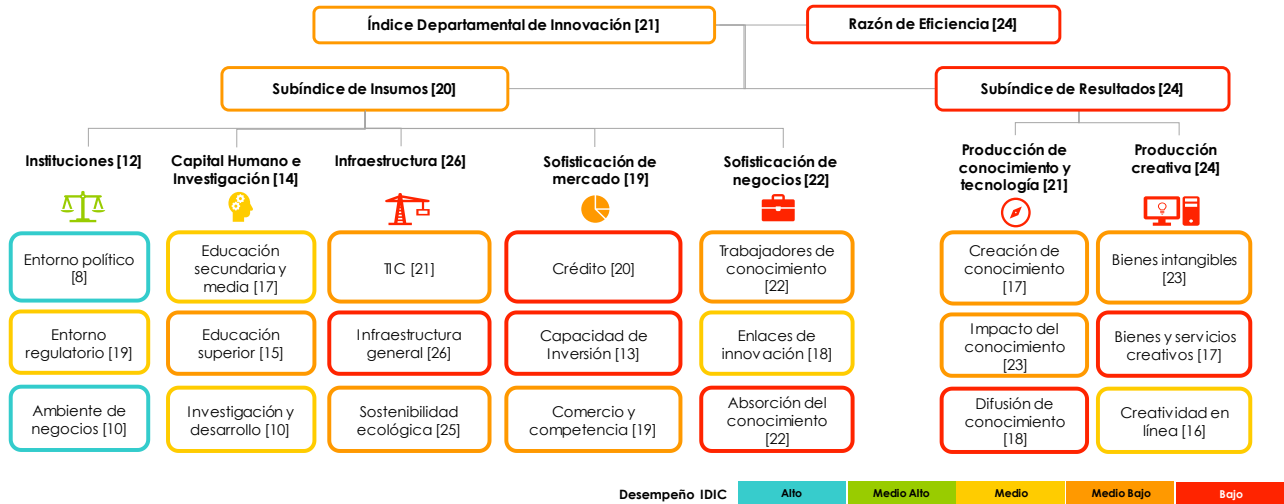 Índice Departamental de Innovación [21]
Razón de Eficiencia [24]
Subíndice de Insumos [20]
Subíndice de Resultados [24]
Instituciones [12]
Capital Humano e
Investigación [14]
Infraestructura [26]
Sofisticación de
mercado [19]
Sofisticación de
negocios [22]
Producción de
conocimiento y
tecnología [21]
Producción
creativa [24]
Entorno político
[8]
Educación
secundaria y
media [17]
TIC [21]
Crédito [20]
Trabajadores de
conocimiento
[22]
Creación de
conocimiento
[17]
Bienes intangibles
[23]
Entorno
regulatorio [19]
Educación
superior [15]
Infraestructura
general [26]
Capacidad de
Inversión [13]
Enlaces de
innovación [18]
Impacto del
conocimiento
[23]
Bienes y servicios
creativos [17]
Ambiente de
negocios [10]
Investigación y
desarrollo [10]
Sostenibilidad
ecológica [25]
Comercio y
competencia [19]
Absorción del
conocimiento
[22]
Difusión de
conocimiento
[18]
Creatividad en
línea [16]
Desempeño IDIC
Alto
Medio Alto
Medio
Medio Bajo
Bajo